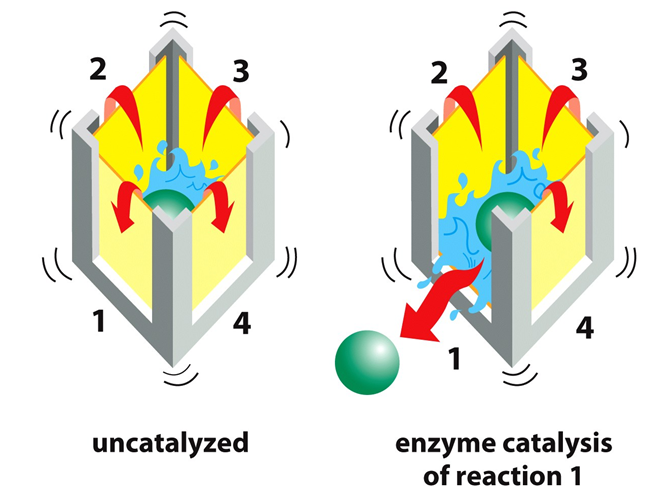 2
3
1
4
uncatalyzed
2
3
1
4
enzyme catalysis
of reaction 1